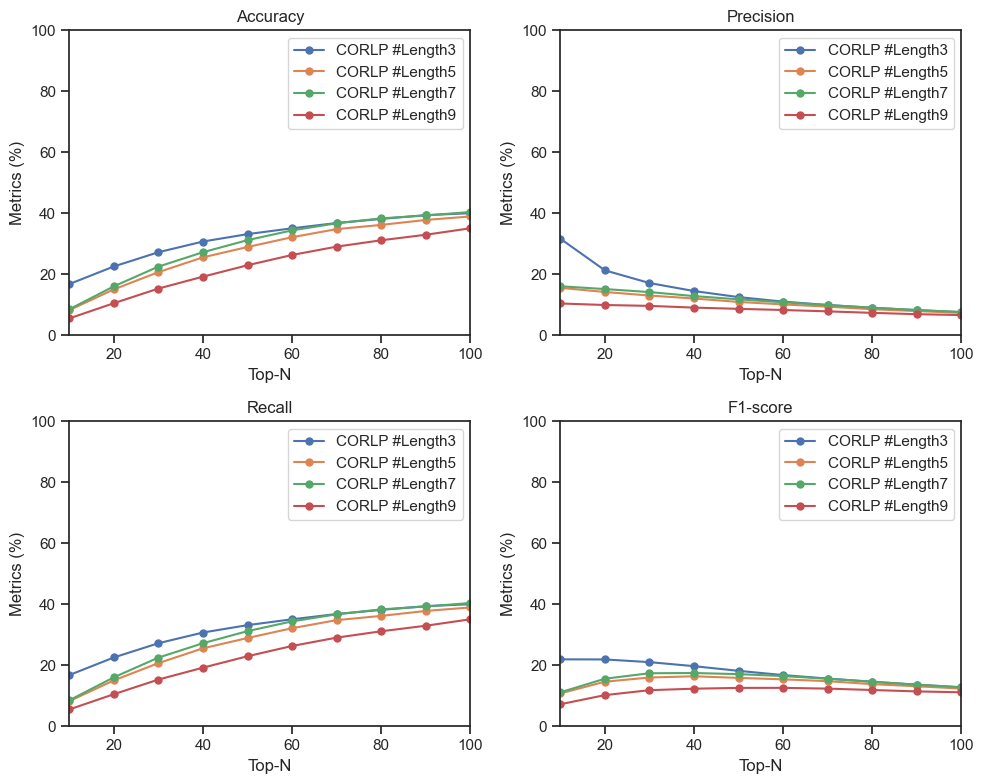 Accuracy
Metrics (%)
100
80
60
40
20
0
CORLP #Length3
CORLP #Length5
CORLP #Length7
CORLP #Length9
20 40 60 80 100
Top-N
Precision
Metrics (%)
100
80
60
40
20
0
CORLP #Length3
CORLP #Length5
CORLP #Length7
CORLP #Length9
20 40 60 80 100
Top-N
Recall
Metrics (%)
100
80
60
40
20
0
CORLP #Length3
CORLP #Length5
CORLP #Length7
CORLP #Length9
20 40 60 80 100
Top-N
F1-score
Metrics (%)
100
80
60
40
20
0
CORLP #Length3
CORLP #Length5
CORLP #Length7
CORLP #Length9
20 40 60 80 100
Top-N